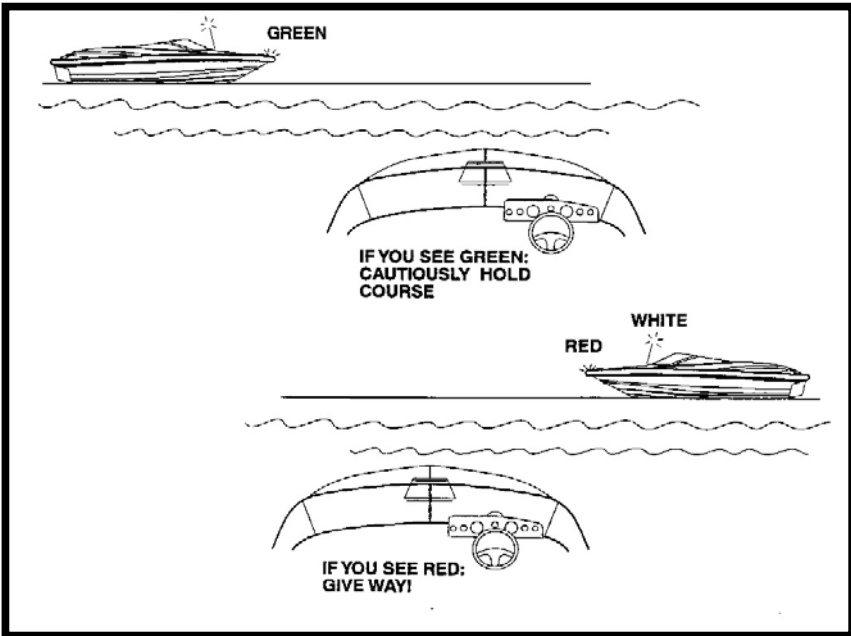 GREEN
IF YOU SEE GREEN:
CAUTIOUSLY HOLD
COURSE
WHITE
RED
IF YOU SEE RED:
GIVE WAY!